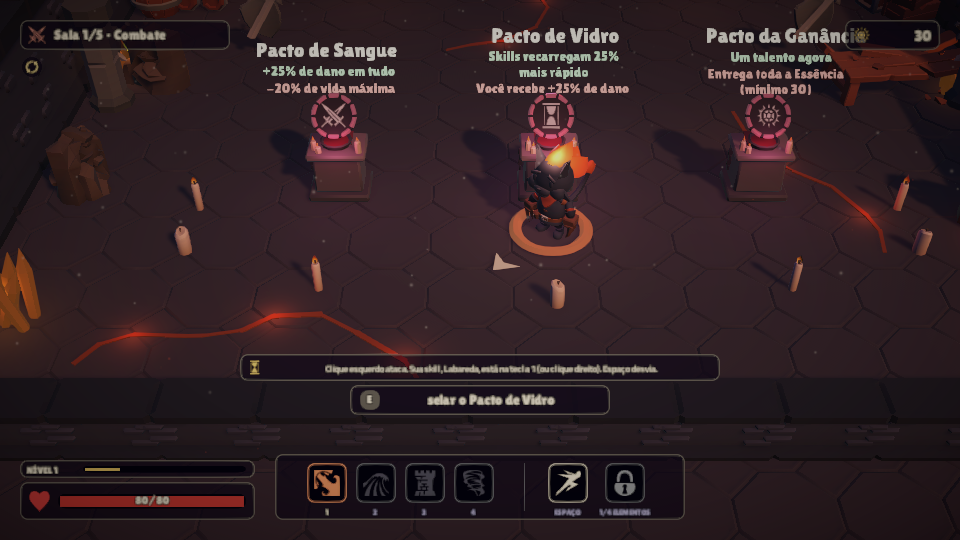 Sala 1/5 - Combate
30
Pacto de Sangue
+25% de dano em tudo
-20% de vida máxima
Pacto de Vidro
Skills recarregam 25%
mais rápido
Você recebe +25% de dano
Pacto da Ganância
Um talento agora
Entrega toda a Essência
(mínimo 30)
Clique esquerdo ataca. Sua skill, Labareda, está na tecla 1 (ou clique direito). Espaço desvia.
E
selar o Pacto de Vidro
NÍVEL 1
80/80
1
2
3
4
ESPAÇO
1/4 ELEMENTOS